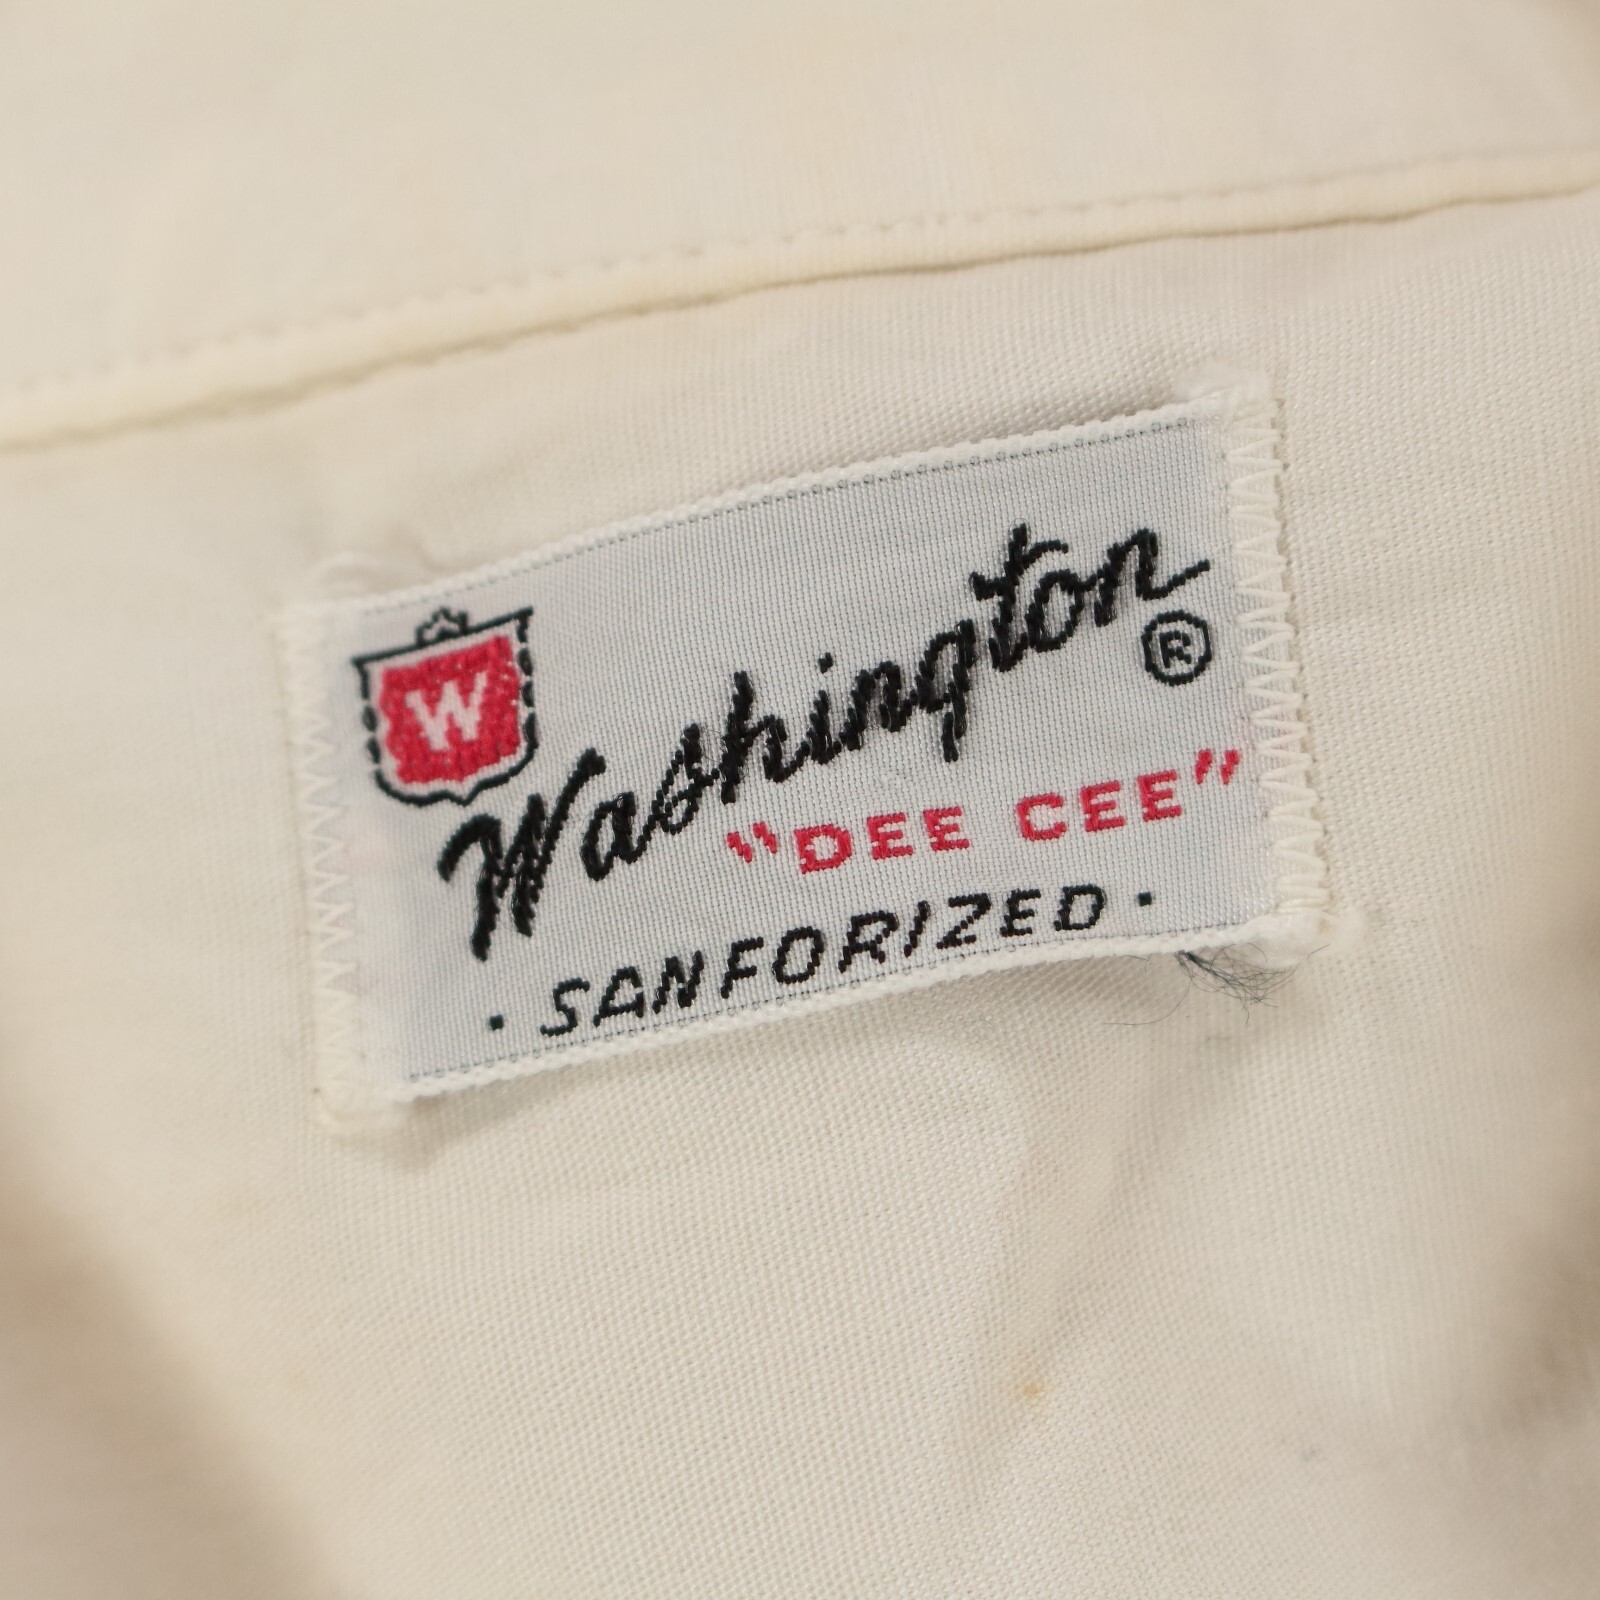 W
Washington ®
"DEE CEE"
· SANFORIZED ·